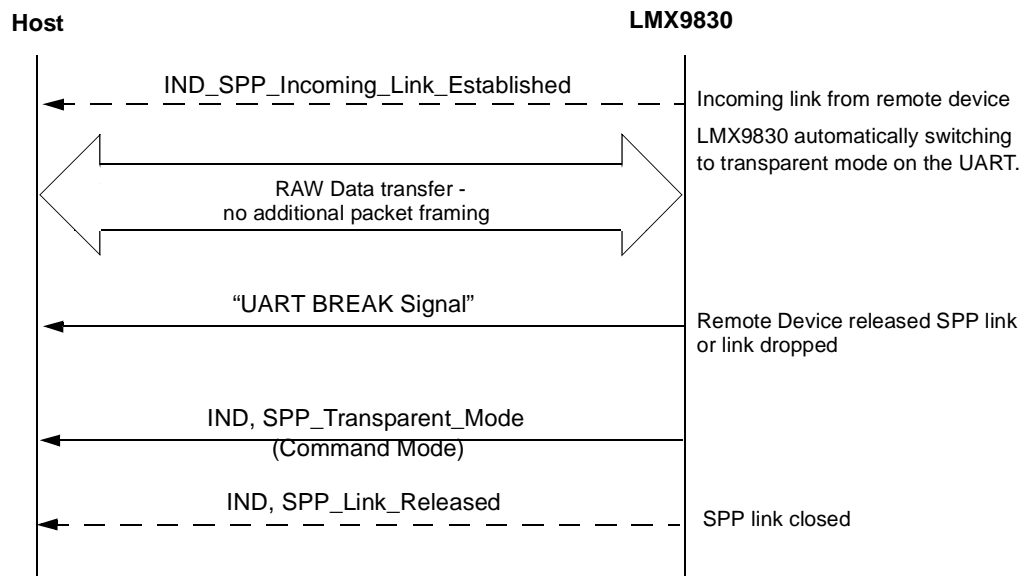 Host
LMX9830
IND_SPP_Incoming_Link_Established
Incoming link from remote device
LMX9830 automatically switching
to transparent mode on the UART.
RAW Data transfer -
no additional packet framing
“UART BREAK Signal”
Remote Device released SPP link
or link dropped
IND, SPP_Transparent_Mode
(Command Mode)
IND, SPP_Link_Released
SPP link closed